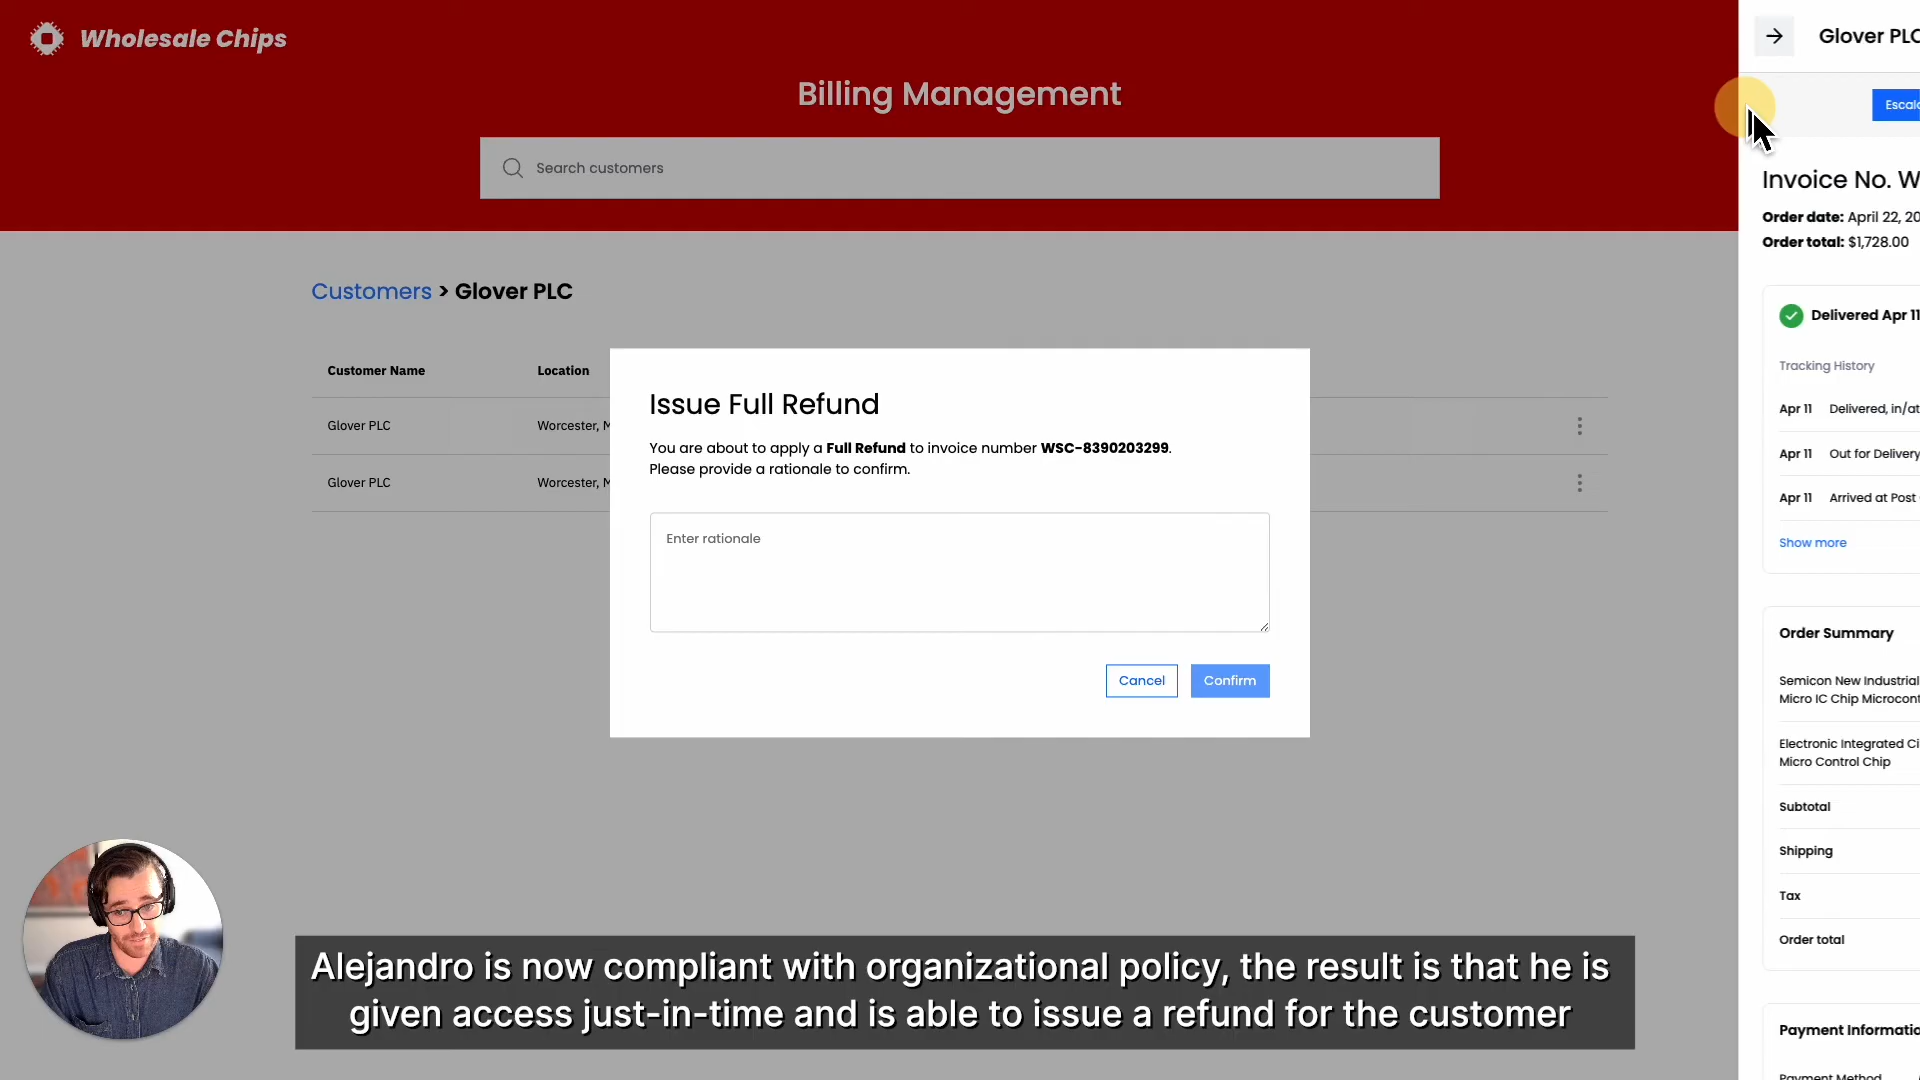 Wholesale Chips
Billing Management
Search customers
Customers > Glover PLC
Customer Name Location
Glover PLC Worcester,
Glover PLC Worcester,
Issue Full Refund
You are about to apply a Full Refund to invoice number WSC-8390203299.
Please provide a rationale to confirm.
Enter rationale
Cancel Confirm
Glover PLC
Invoice No.
Order date: April 22,
Order total: $1,728.00
Delivered Apr 11
Tracking History
Apr 11 Delivered, in/at
Apr 11 Out for Delivery
Apr 11 Arrived at Post
Show more
Order Summary
Semicon New Industrial
Micro IC Chip
Electronic Integrated
Micro Control Chip
Subtotal
Shipping
Tax
Order total
Payment
Payment Method
Alejandro is now compliant with organizational policy, the result is that he is
given access just-in-time and is able to issue a refund for the customer